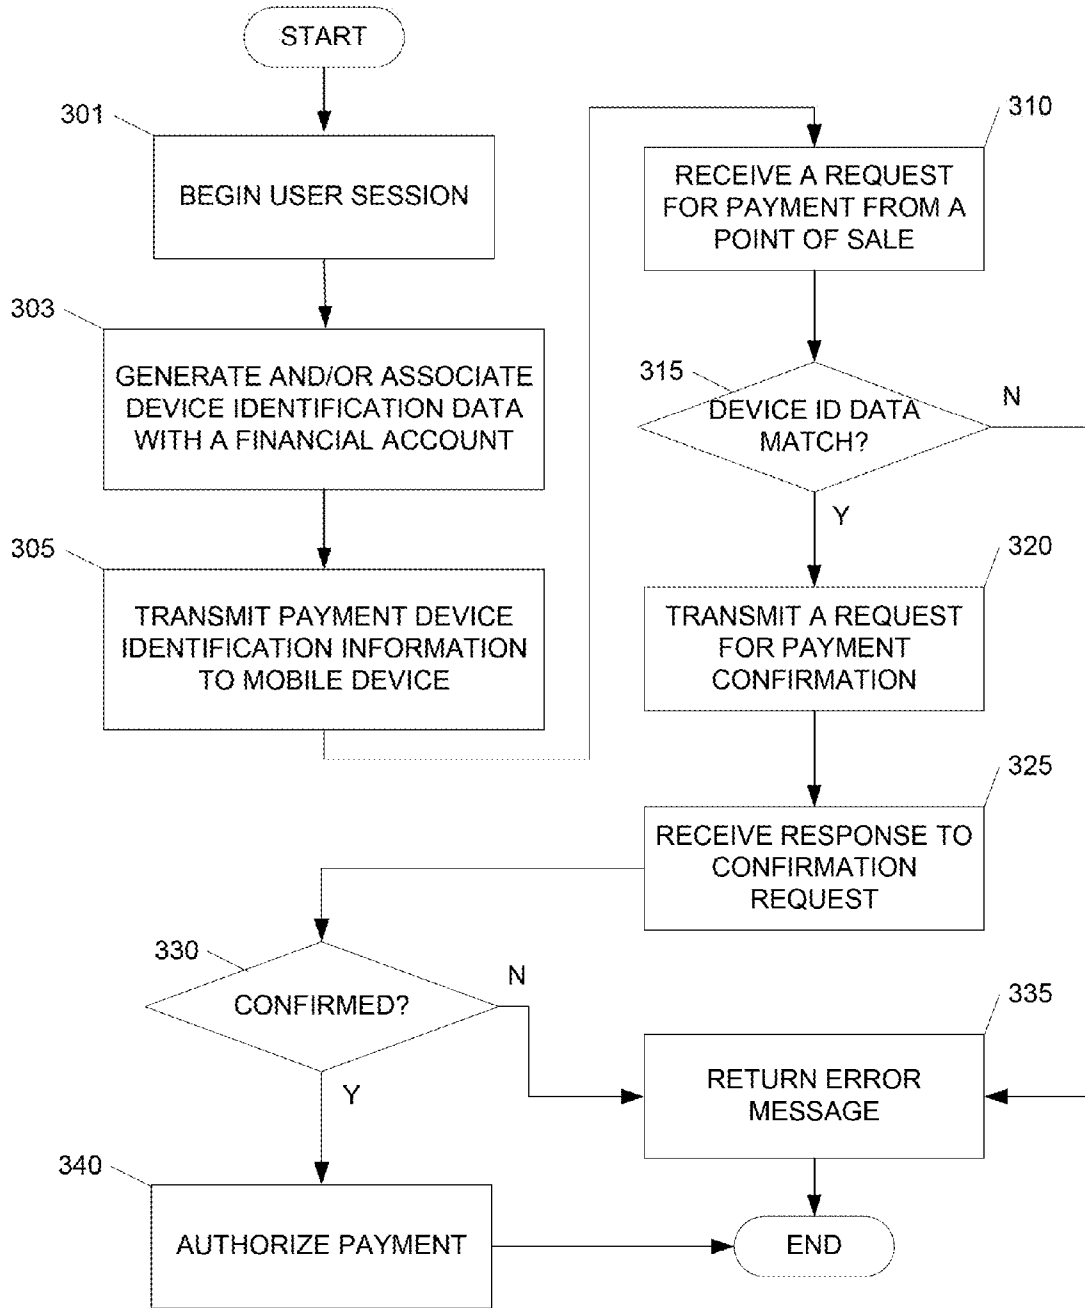 START
301
BEGIN USER SESSION
303
GENERATE AND/OR ASSOCIATE
DEVICE IDENTIFICATION DATA
WITH A FINANCIAL ACCOUNT
305
TRANSMIT PAYMENT DEVICE
IDENTIFICATION INFORMATION
TO MOBILE DEVICE
310
RECEIVE A REQUEST
FOR PAYMENT FROM A
POINT OF SALE
315
DEVICE ID DATA
MATCH?
N
Y
320
TRANSMIT A REQUEST
FOR PAYMENT
CONFIRMATION
325
RECEIVE RESPONSE TO
CONFIRMATION
REQUEST
330
CONFIRMED?
N
Y
335
RETURN ERROR
MESSAGE
340
AUTHORIZE PAYMENT
END